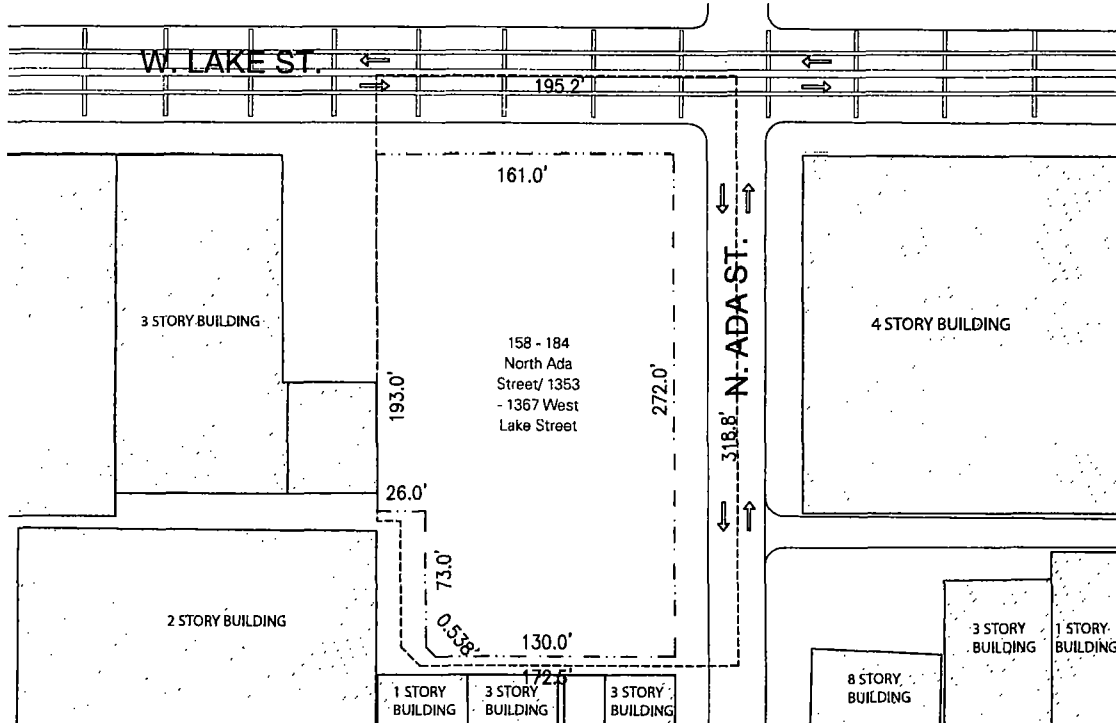 W. LAKE ST.
195.2'
161.0'
3 STORY BUILDING
158 - 184
North Ada
Street/ 1353
- 1367 West
Lake Street
193.0'
272.0'
318.8'
N. ADA ST.
4 STORY BUILDING
26.0'
73.0'
0.538'
130.0'
172.5'
2 STORY BUILDING
1 STORY
BUILDING
3 STORY
BUILDING
3 STORY
BUILDING
8 STORY
BUILDING
3 STORY
BUILDING
1 STORY
BUILDING